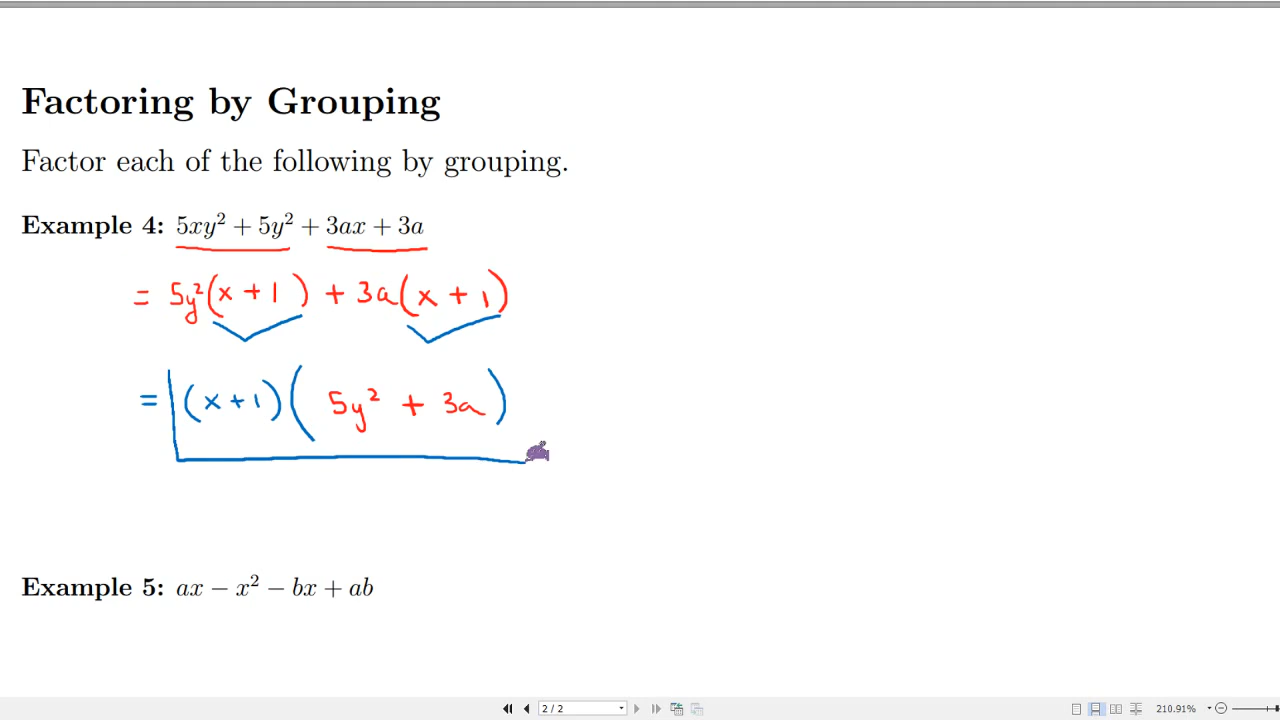 Factoring by Grouping
Factor each of the following by grouping.
Example 4: 5xy² + 5y² + 3ax + 3a
= 5y²(x + 1) + 3a(x + 1)
= (x + 1)(5y² + 3a)
Example 5: ax − x² − bx + ab
2 / 2
210.91%